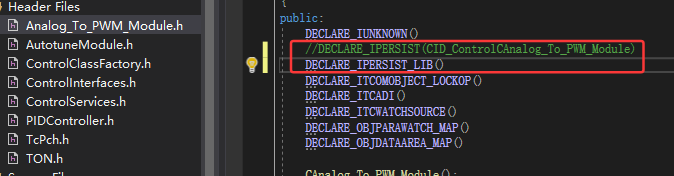 Header Files
Analog_To_PWM_Module.h
AutotuneModule.h
ControlClassFactory.h
ControlInterfaces.h
ControlServices.h
PIDController.h
TcPch.h
TON.h
{
public:
DECLARE_IUNKNOWN()
//DECLARE_IPERSIST(CID_ControlCAnalog_To_PWM_Module)
DECLARE_IPERSIST_LIB()
DECLARE_ITCOMOBJECT_LOCKOP()
DECLARE_ITCADI()
DECLARE_ITCWATCHSOURCE()
DECLARE_OBJPARAWATCH_MAP()
DECLARE_OBJDATAAREA_MAP()
CAnalog_To_PWM_Module();